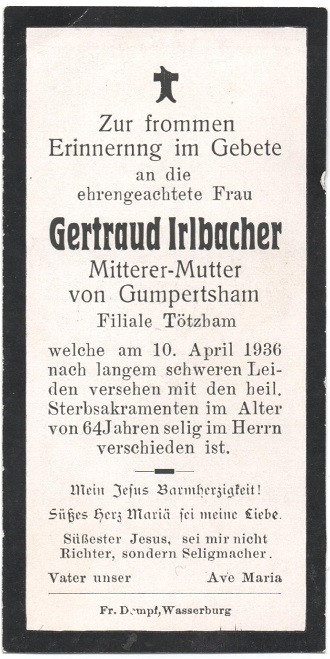 Zur frommen
Erinnernng im Gebete
an die
ehrengeachtete Frau
Gertraud Irlbacher
Mitterer-Mutter
von Gumpertsham
Filiale Tötzham
welche am 10. April 1936
nach langem schweren Lei-
den versehen mit den heil.
Sterbsakramenten im Alter
von 64 Jahren selig im Herrn
verschieden ist.
Mein Jesus Barmherzigkeit!
Süßes Herz Mariä sei meine Liebe.
Süßester Jesus, sei mir nicht
Richter, sondern Seligmacher.
Vater unser Ave Maria
Fr. Dempf, Wasserburg